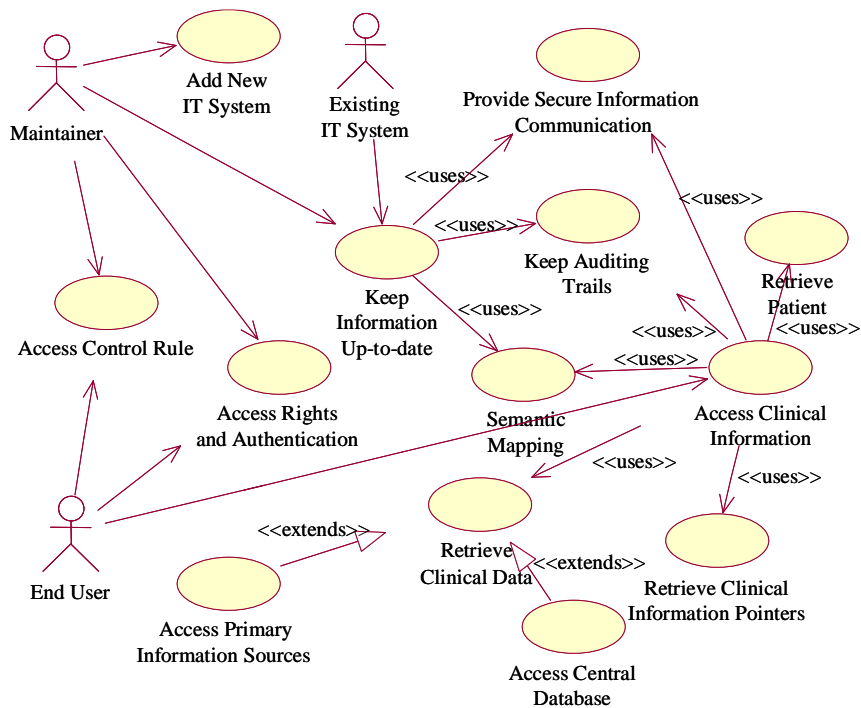 Add New
IT System
Maintainer
Existing
IT System
Provide Secure Information
Communication
<<uses>>
<<uses>>
<<uses>>
Keep Auditing
Trails
Retrieve
Patient
Keep
Information
Up-to-date
<<uses>>
<<uses>>
<<uses>>
<<uses>>
Access Control Rule
Access Rights
and Authentication
Semantic
Mapping
Access Clinical
Information
<<uses>>
<<uses>>
<<extends>>
Retrieve
Clinical Data
<<extends>>
End User
Retrieve Clinical
Information Pointers
Access Primary
Information Sources
Access Central
Database